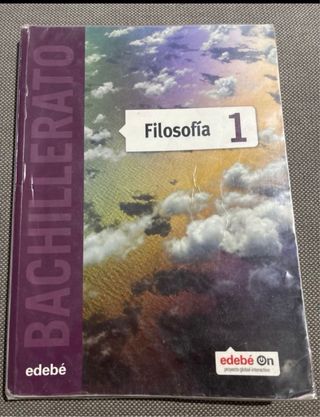 BACHILLERATO
Filosofía 1
edebé
edebé On
proyecto global interactivo